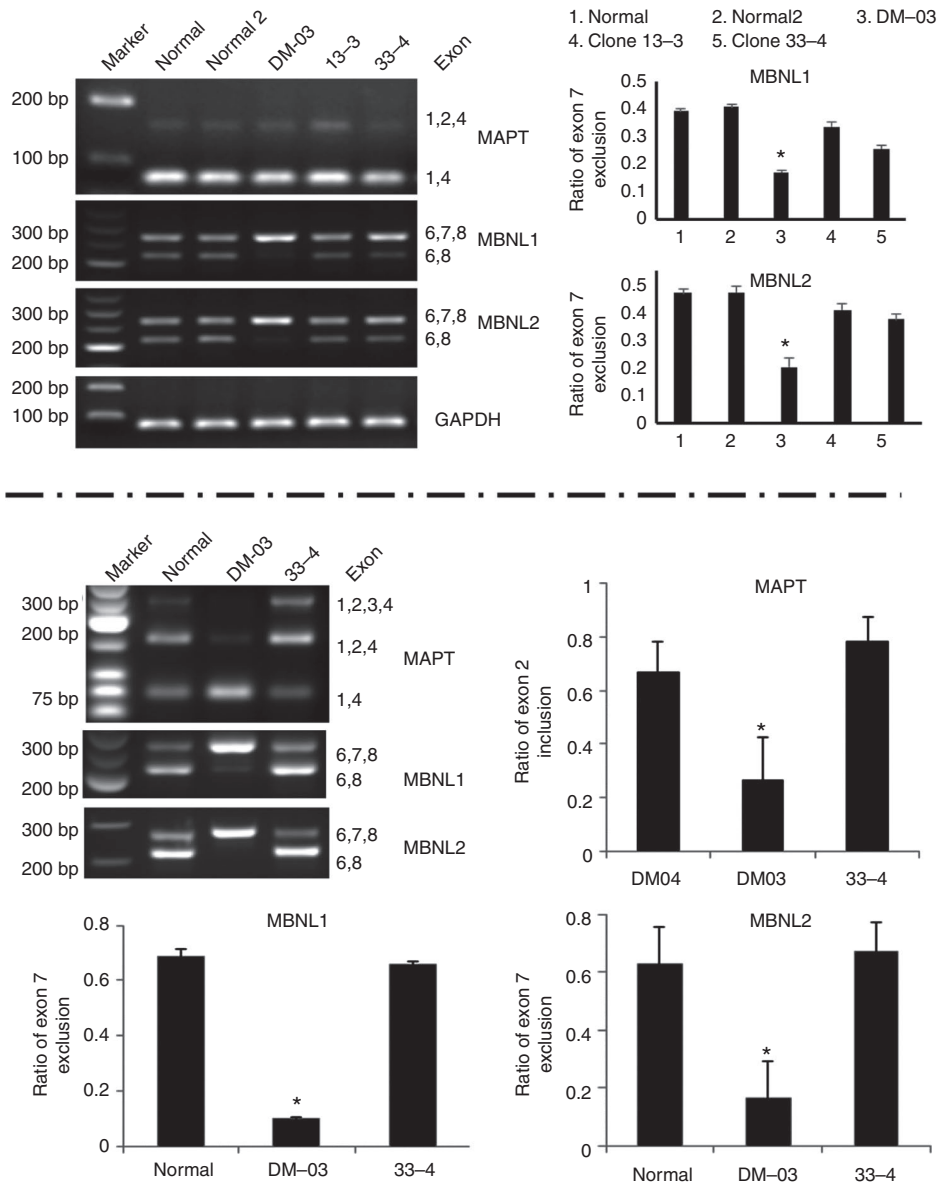 Marker Normal Normal 2 DM-03 13–3 33–4 Exon
200 bp
100 bp
1,2,4
1,4
MAPT
300 bp
200 bp
6,7,8
6,8
MBNL1
300 bp
200 bp
6,7,8
6,8
MBNL2
200 bp
100 bp
GAPDH
1. Normal 2. Normal2 3. DM–03
4. Clone 13–3 5. Clone 33–4
MBNL1
Ratio of exon 7
exclusion
0.5
0.4
0.3
0.2
0.1
0
*
1 2 3 4 5
MBNL2
Ratio of exon 7
exclusion
0.5
0.4
0.3
0.2
0.1
0
*
1 2 3 4 5
Marker Normal DM-03 33–4 Exon
300 bp
200 bp
75 bp
1,2,3,4
1,2,4
1,4
MAPT
300 bp
200 bp
6,7,8
6,8
MBNL1
300 bp
200 bp
6,7,8
6,8
MBNL2
MAPT
Ratio of exon 2
inclusion
1
0.8
0.6
0.4
0.2
0
*
DM04 DM03 33–4
MBNL1
Ratio of exon 7
exclusion
0.8
0.6
0.4
0.2
0
*
Normal DM–03 33–4
MBNL2
Ratio of exon 7
exclusion
0.8
0.6
0.4
0.2
0
*
Normal DM–03 33–4